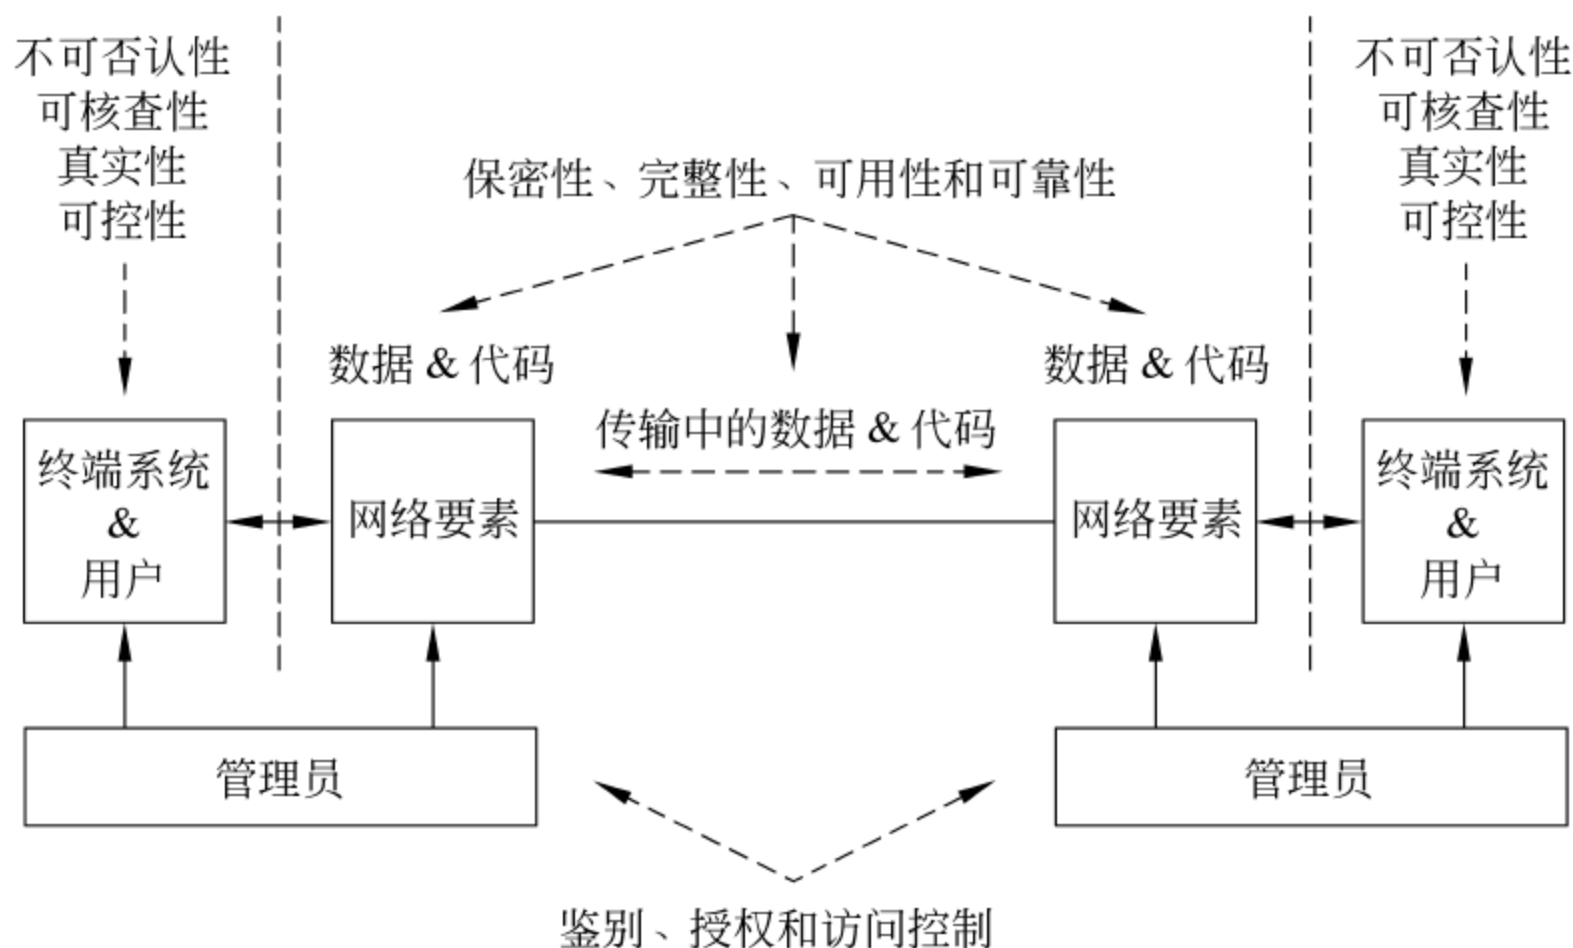 不可否认性
可核查性
真实性
可控性
不可否认性
可核查性
真实性
可控性
保密性、完整性、可用性和可靠性
数据 & 代码
数据 & 代码
传输中的数据 & 代码
终端系统
&
用户
网络要素
网络要素
终端系统
&
用户
管理员
管理员
鉴别、授权和访问控制